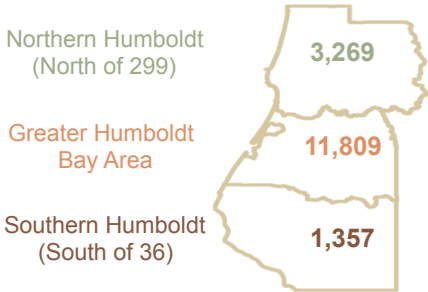 Northern Humboldt
(North of 299)
3,269
Greater Humboldt
Bay Area
11,809
Southern Humboldt
(South of 36)
1,357